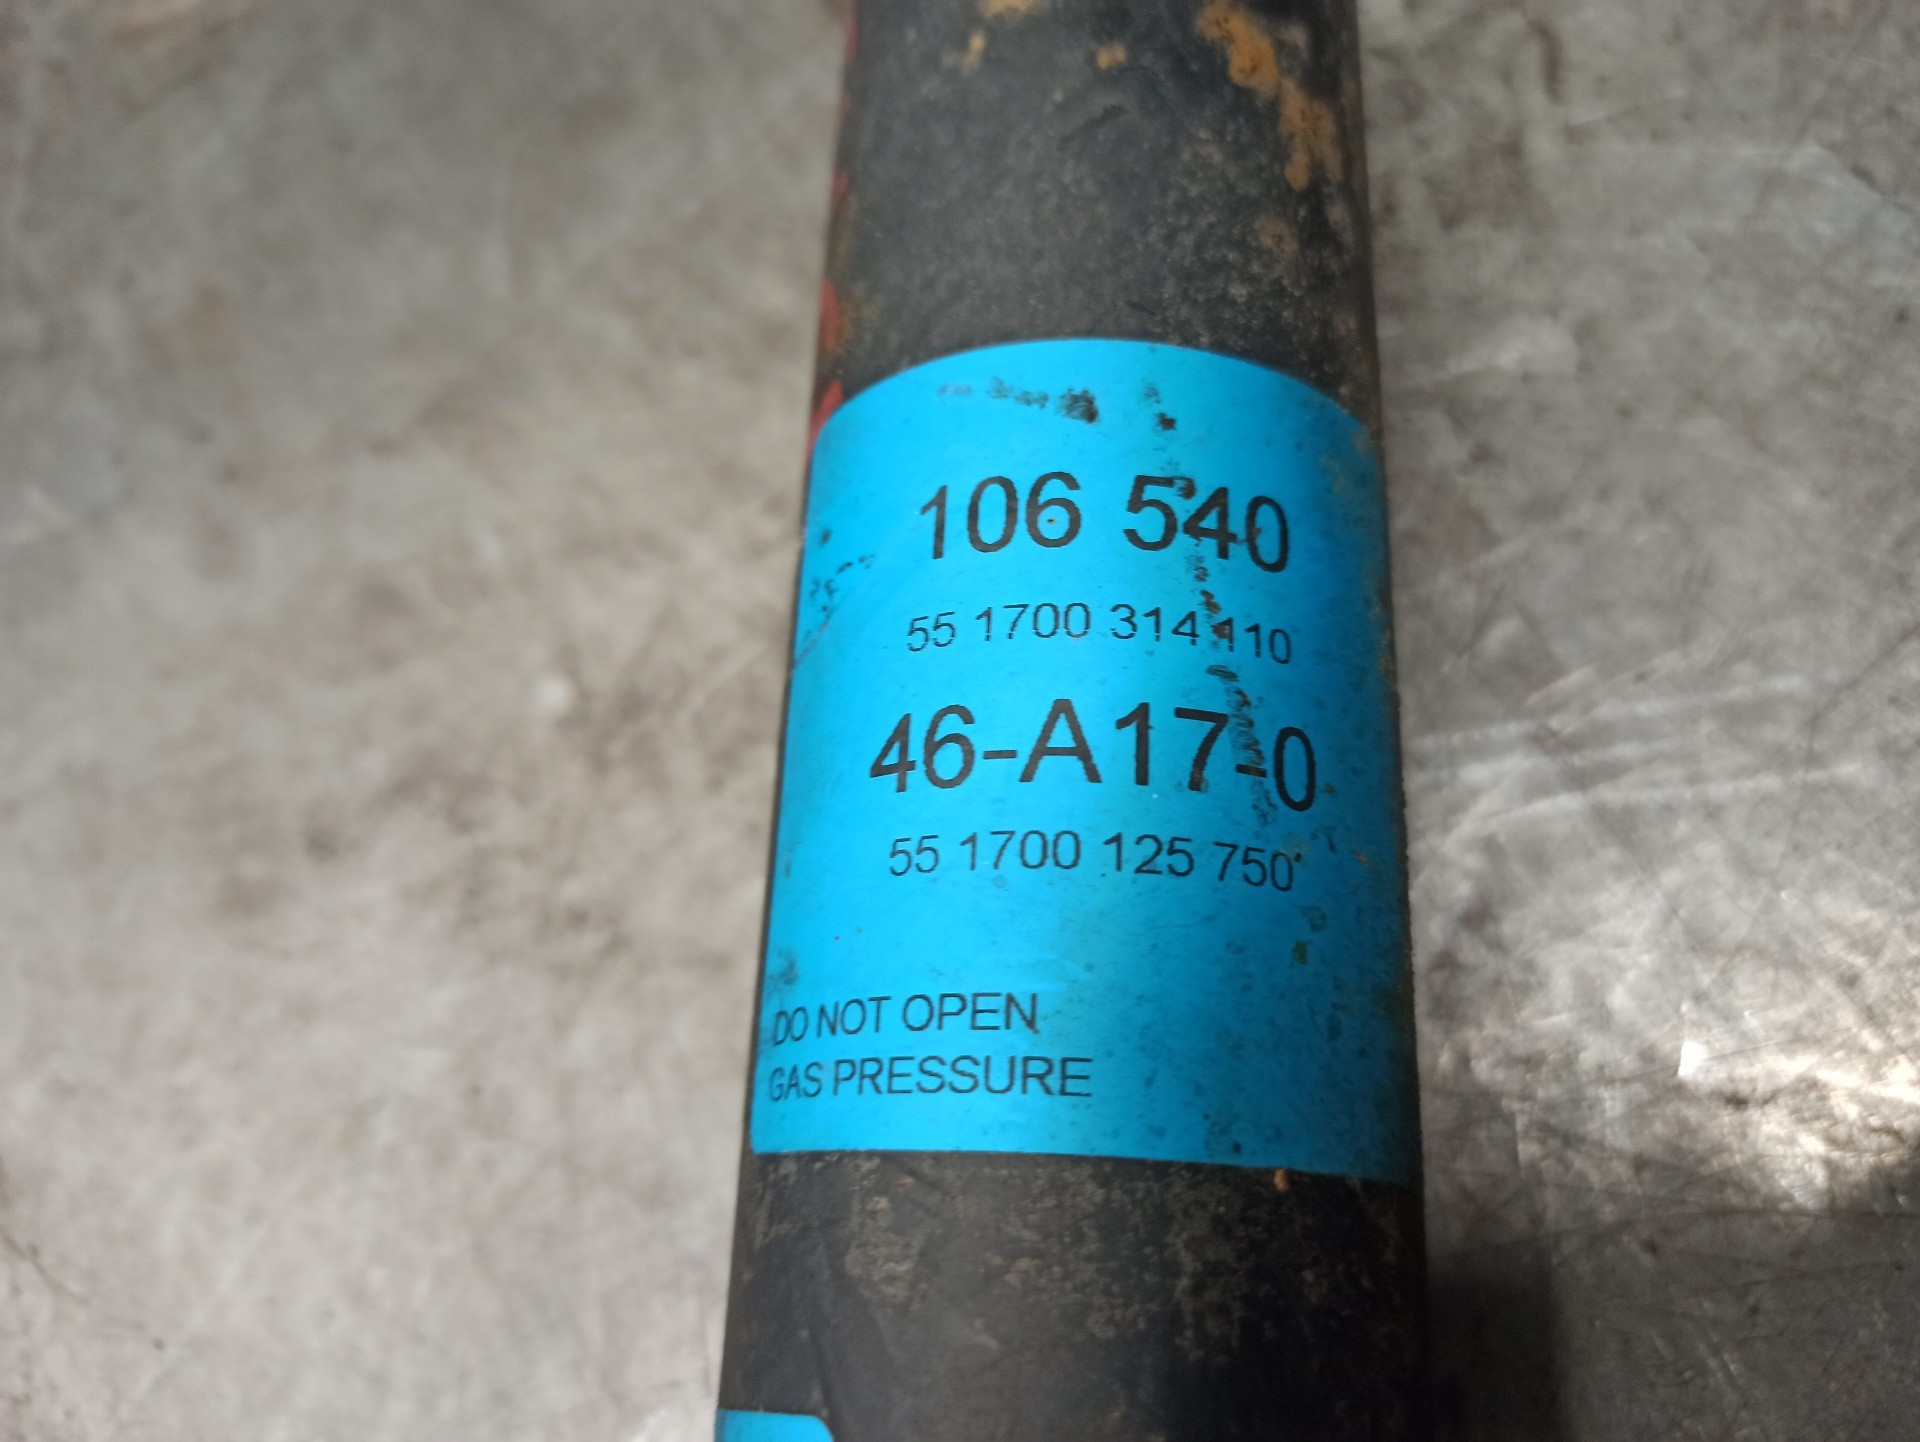 106 540
55 1700 314 110
46-A17-0
55 1700 125 750
DO NOT OPEN
GAS PRESSURE